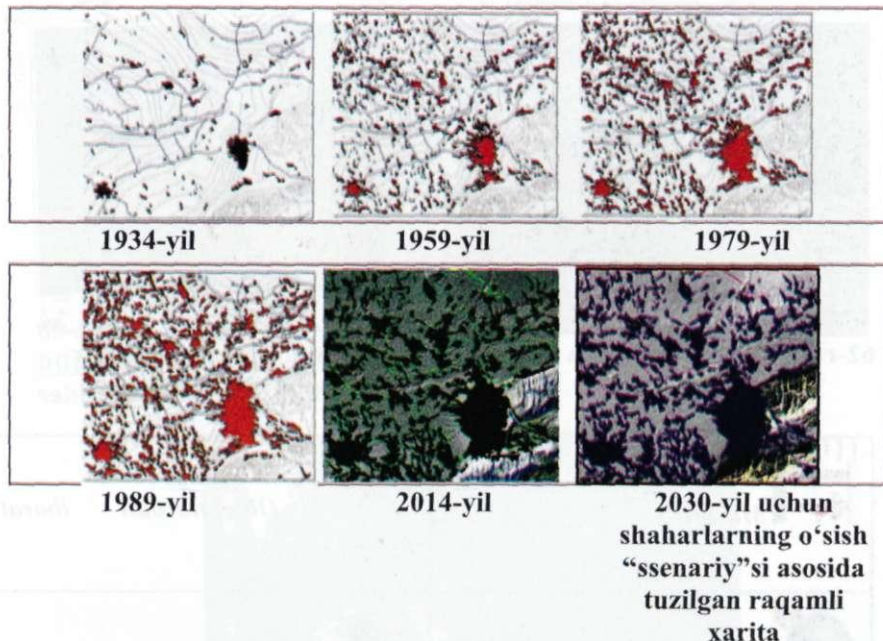 1934-yil 1959-yil 1979-yil
1989-yil 2014-yil 2030-yil uchun
shaharlarning o‘sish
“ssenariy”si asosida
tuzilgan raqamli
xarita